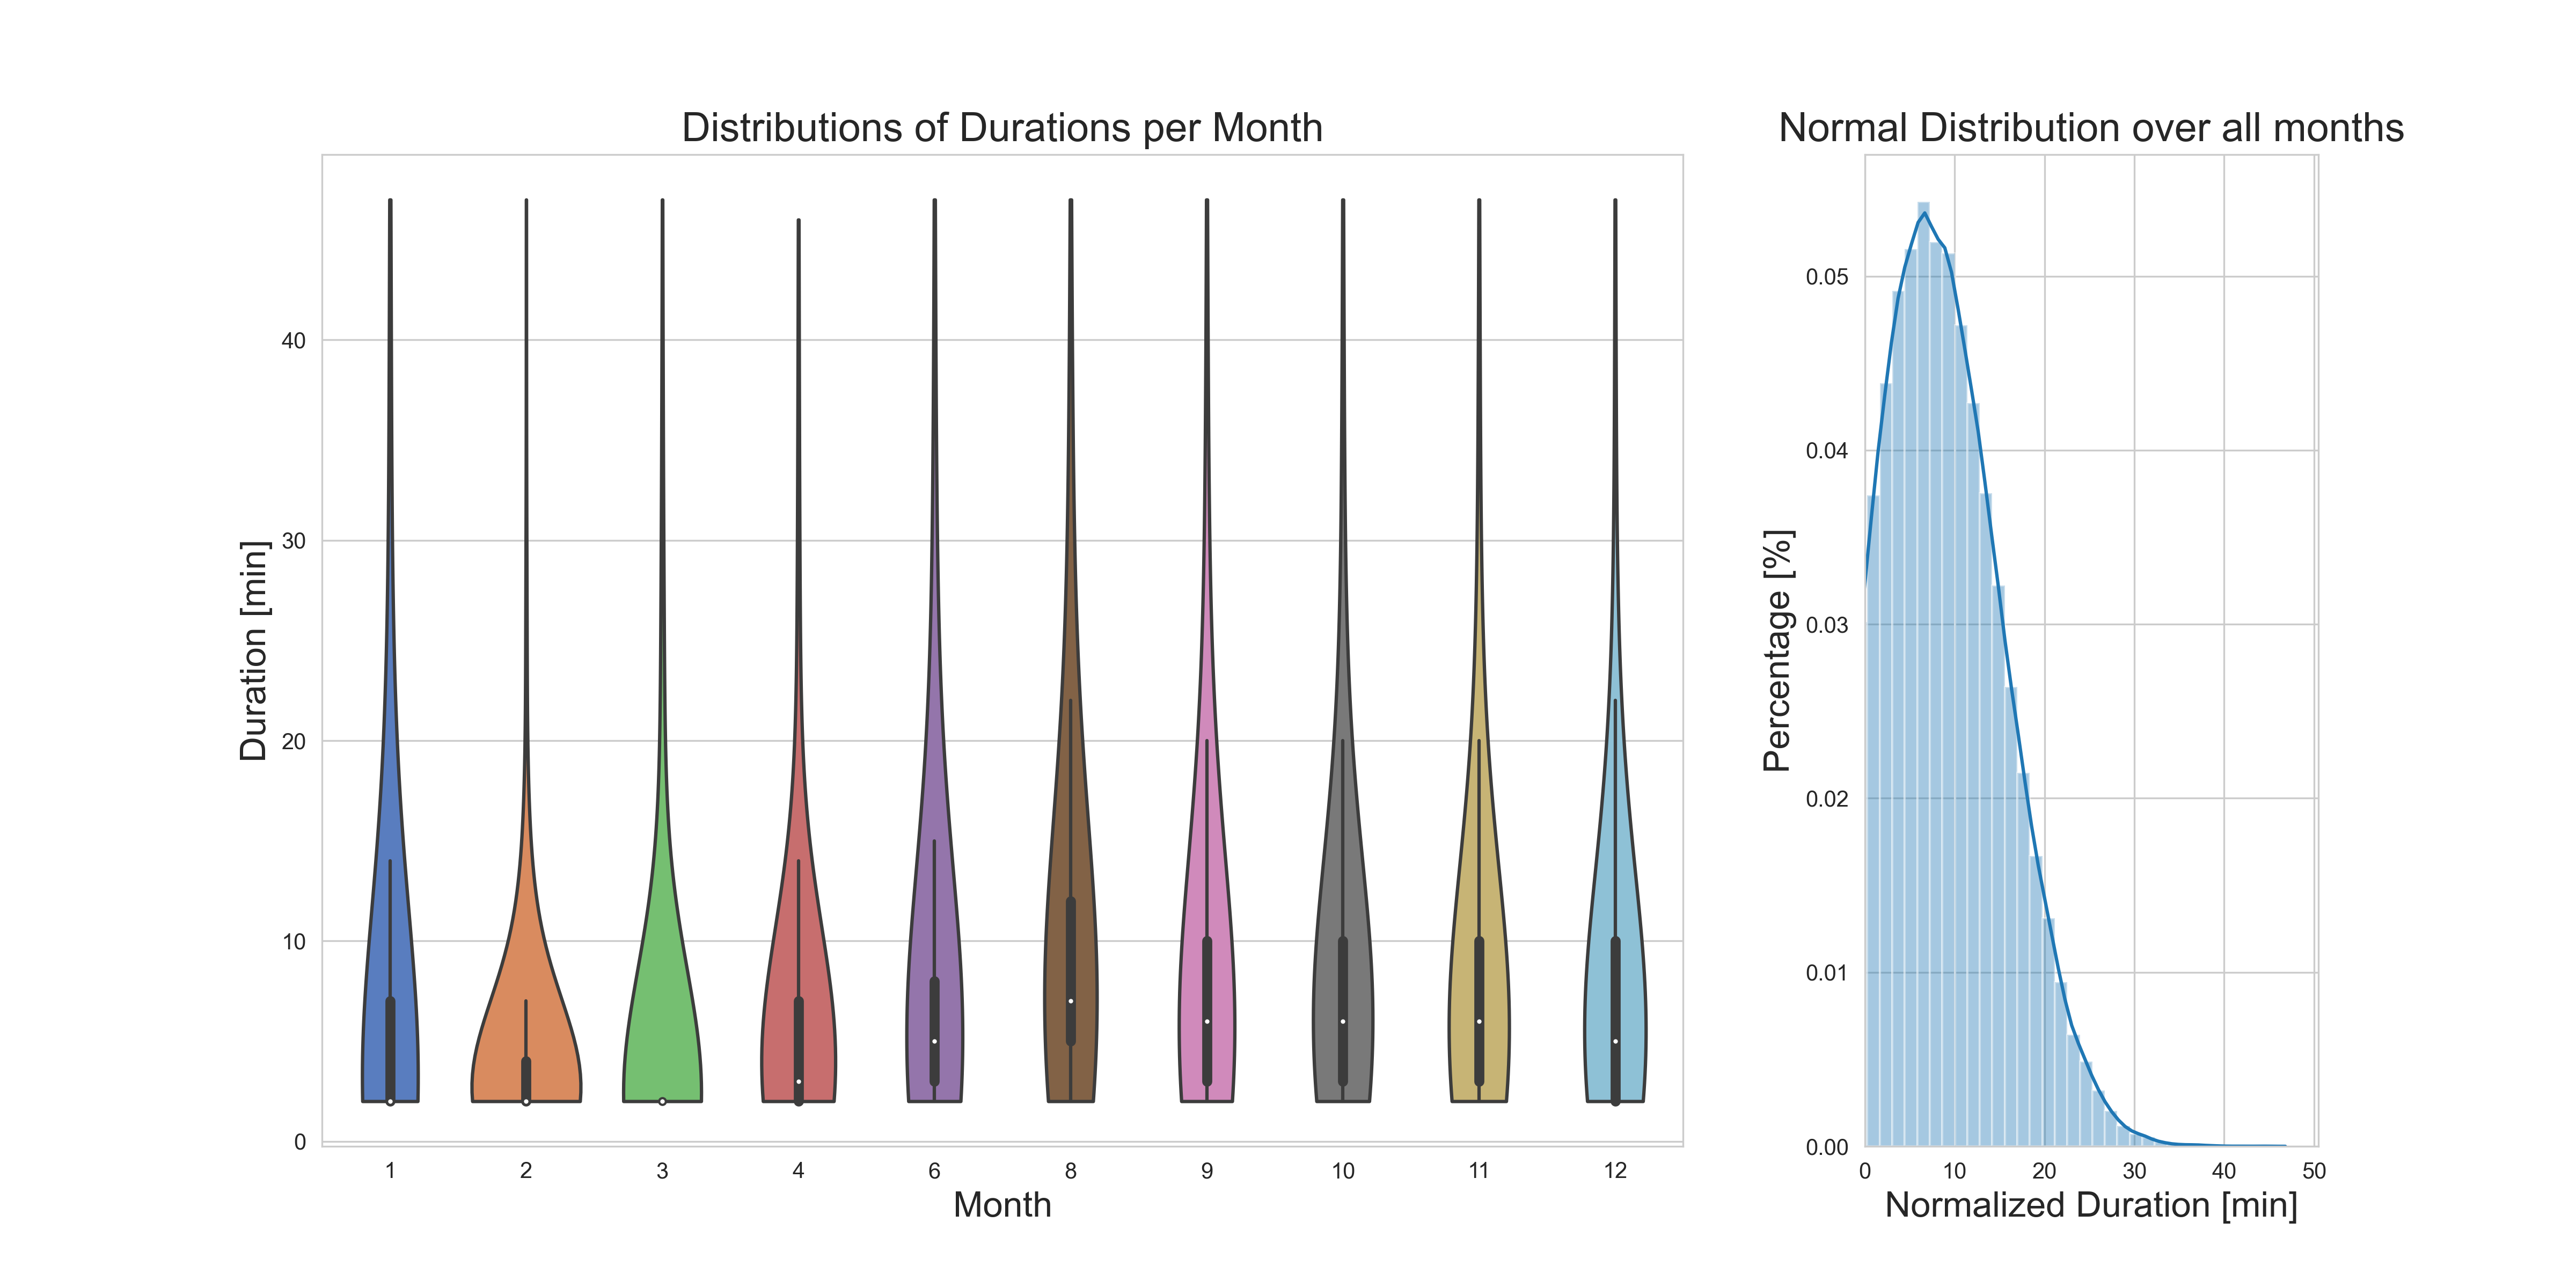 Distributions of Durations per Month
Duration [min]
40
30
20
10
0
1 2 3 4 6 8 9 10 11 12
Month
Normal Distribution over all months
Percentage [%]
0.05
0.04
0.03
0.02
0.01
0.00
0 10 20 30 40 50
Normalized Duration [min]